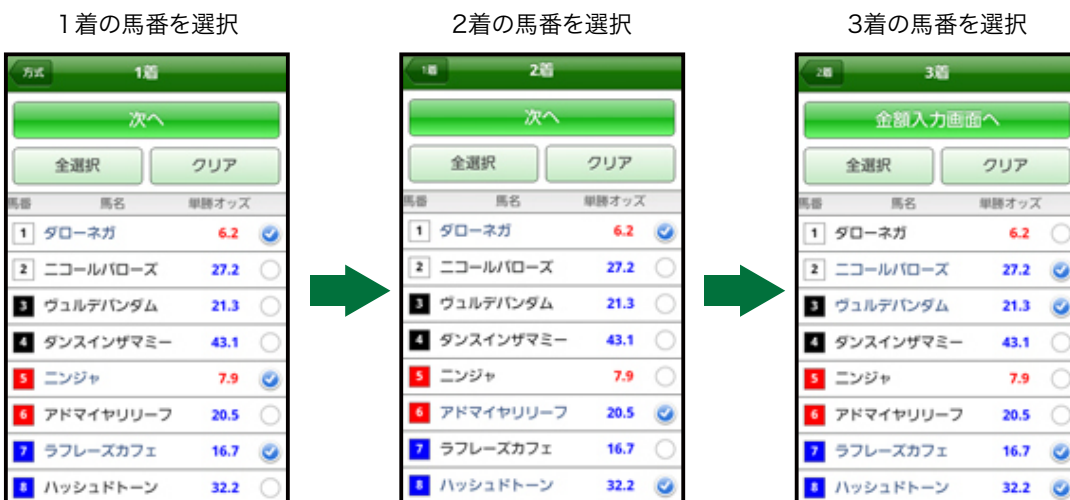 1着の馬番を選択
方式 1着
次へ
全選択 クリア
馬番 馬名 単勝オッズ
1 ダローネガ 6.2
2 ニコールバローズ 27.2
3 ヴュルデバンダム 21.3
4 ダンスインザマミー 43.1
5 ニンジャ 7.9
6 アドマイヤリリーフ 20.5
7 ラフレーズカフェ 16.7
8 ハッシュドトーン 32.2
2着の馬番を選択
1着 2着
次へ
全選択 クリア
馬番 馬名 単勝オッズ
1 ダローネガ 6.2
2 ニコールバローズ 27.2
3 ヴュルデバンダム 21.3
4 ダンスインザマミー 43.1
5 ニンジャ 7.9
6 アドマイヤリリーフ 20.5
7 ラフレーズカフェ 16.7
8 ハッシュドトーン 32.2
3着の馬番を選択
2着 3着
金額入力画面へ
全選択 クリア
馬番 馬名 単勝オッズ
1 ダローネガ 6.2
2 ニコールバローズ 27.2
3 ヴュルデバンダム 21.3
4 ダンスインザマミー 43.1
5 ニンジャ 7.9
6 アドマイヤリリーフ 20.5
7 ラフレーズカフェ 16.7
8 ハッシュドトーン 32.2